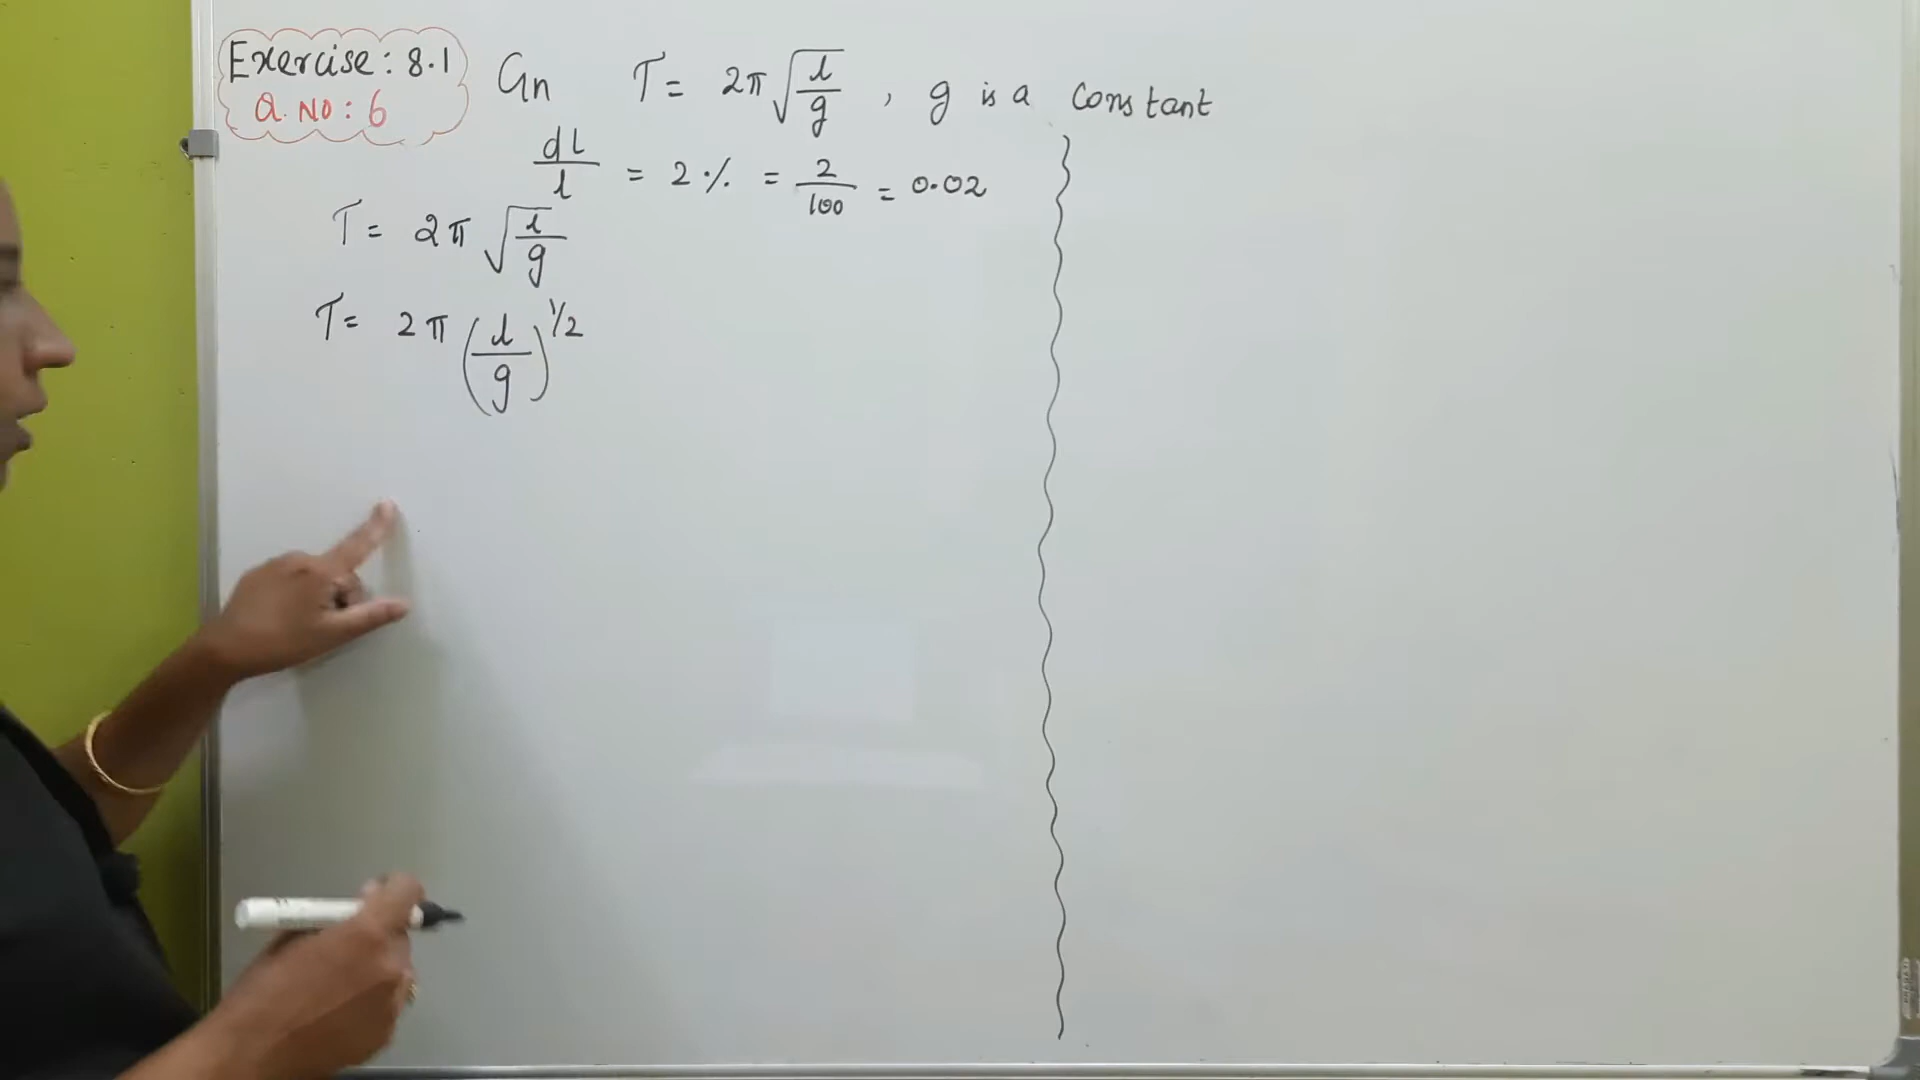 Exercise: 8.1
Q. No: 6
Gn T = 2π √(l/g) , g is a constant
dl/l = 2 % = 2/100 = 0.02
T = 2π √(l/g)
T = 2π (l/g)^1/2